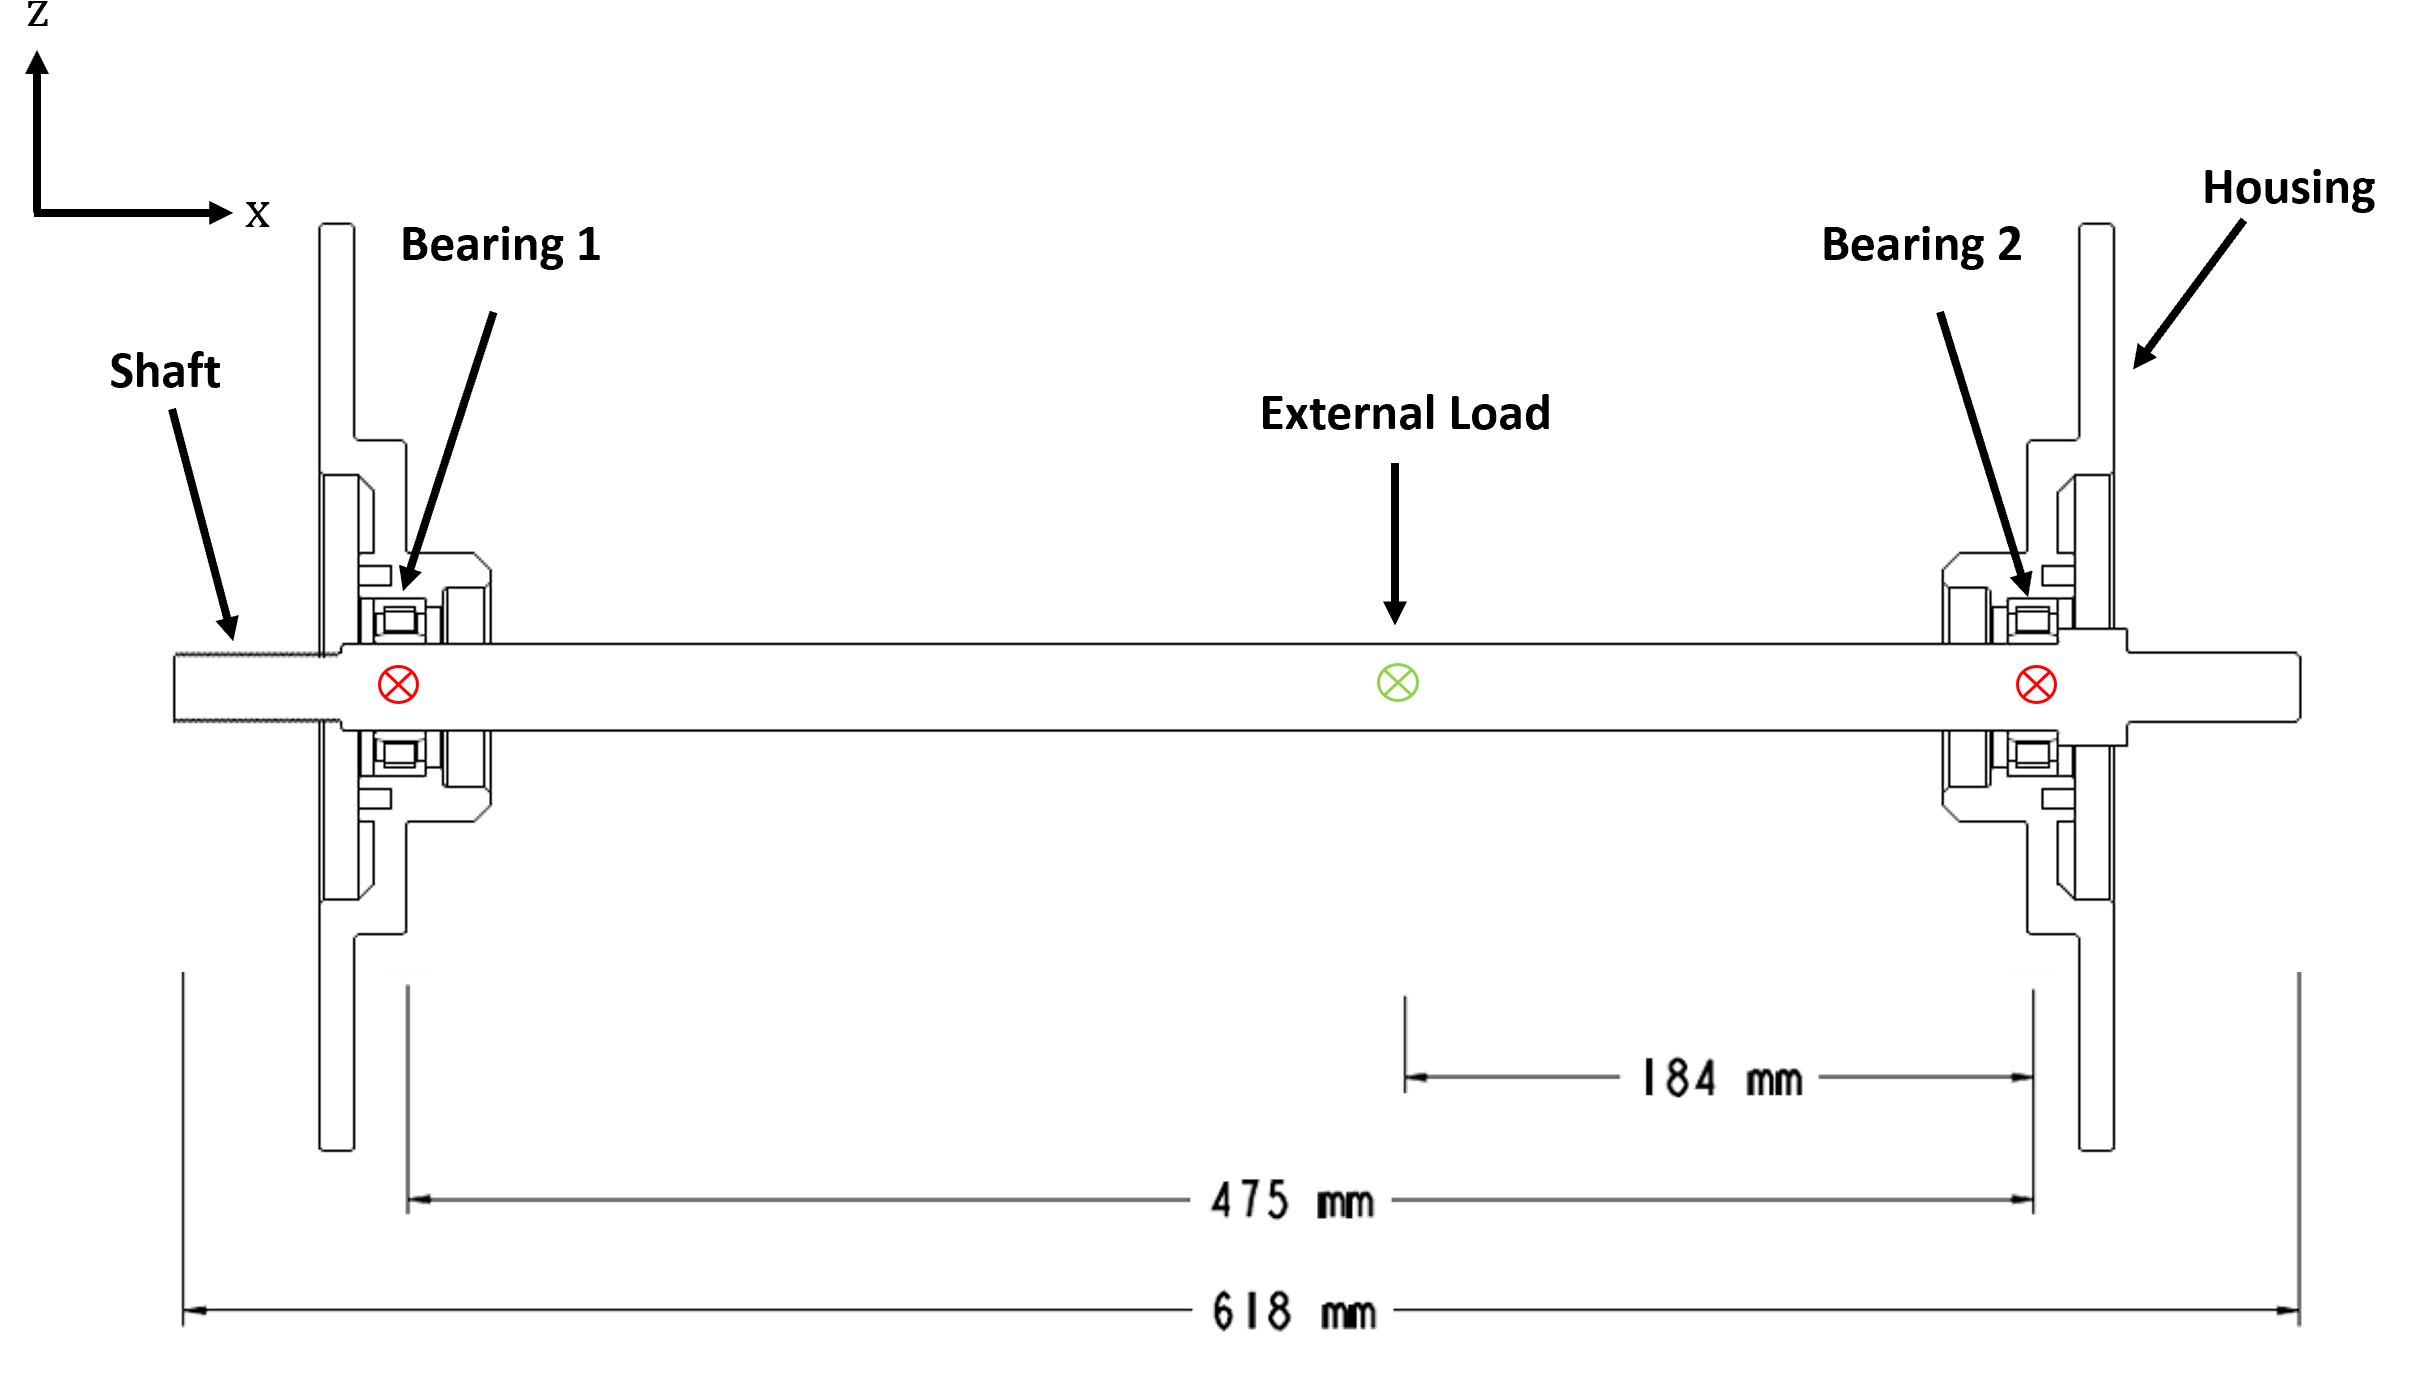 z
x
Housing
Bearing 1
Bearing 2
Shaft
External Load
184 mm
475 mm
618 mm